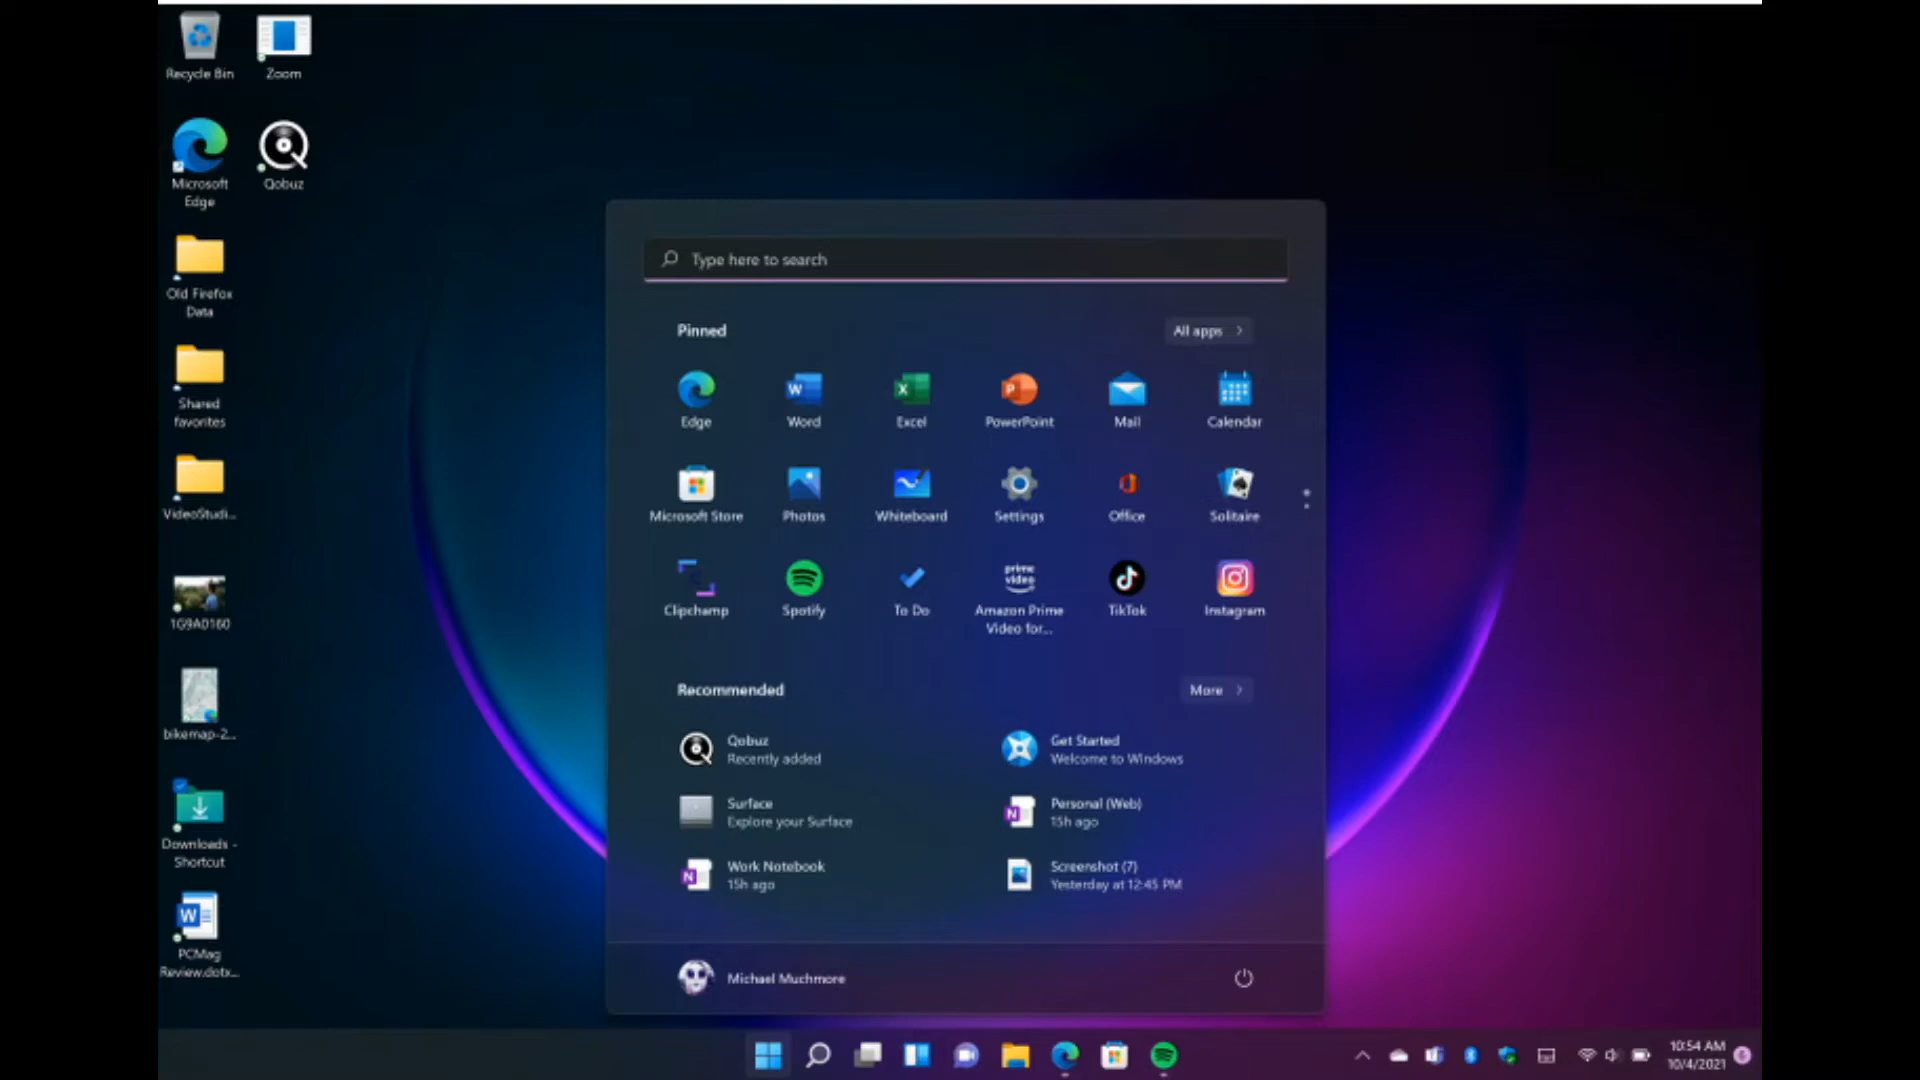 Recycle Bin
Zoom
Microsoft
Edge
Qobuz
Old Firefox
Data
Shared
favorites
VideoStudi...
1G9A0160
bikemap-2...
Downloads -
Shortcut
W
PCMag
Review.dotx...
Type here to search
Pinned
All apps
Edge
W
Word
X
Excel
P
PowerPoint
Mail
Calendar
Microsoft Store
Photos
Whiteboard
Settings
Office
Solitaire
Clipchamp
Spotify
To Do
prime
video
Amazon Prime
Video for...
TikTok
Instagram
Recommended
More
Qobuz
Recently added
Get Started
Welcome to Windows
Surface
Explore your Surface
N
Personal (Web)
15h ago
N
Work Notebook
15h ago
Screenshot (7)
Yesterday at 12:45 PM
Michael Muchmore
10:54 AM
10/4/2021